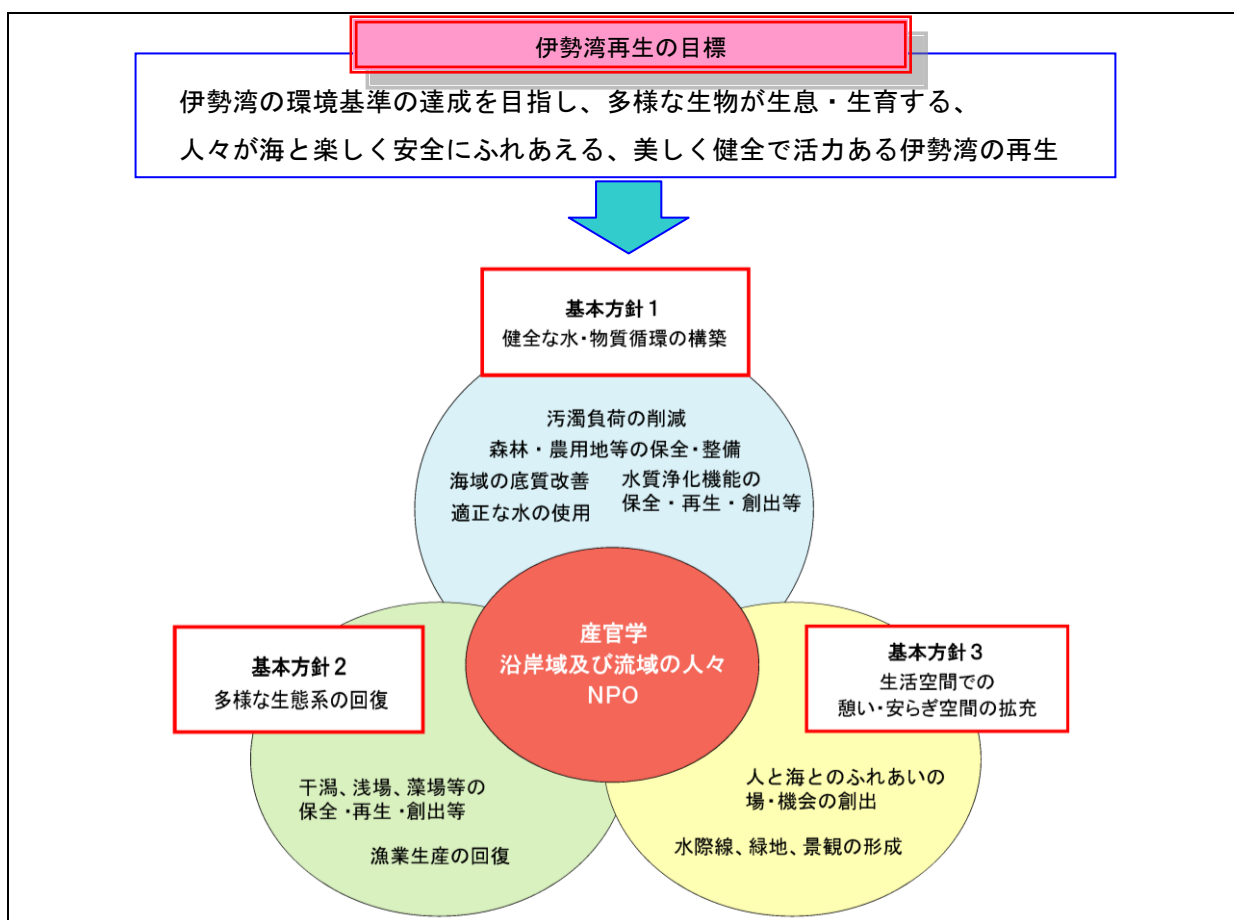 伊勢湾再生の目標
伊勢湾の環境基準の達成を目指し、多様な生物が生息・生育する、
人々が海と楽しく安全にふれあえる、美しく健全で活力ある伊勢湾の再生
基本方針1
健全な水・物質循環の構築
汚濁負荷の削減
森林・農用地等の保全・整備
海域の底質改善
適正な水の使用
水質浄化機能の
保全・再生・創出等
産官学
沿岸域及び流域の人々
NPO
基本方針2
多様な生態系の回復
干潟、浅場、藻場等の
保全・再生・創出等
漁業生産の回復
基本方針3
生活空間での
憩い・安らぎ空間の拡充
人と海とのふれあいの
場・機会の創出
水際線、緑地、景観の形成